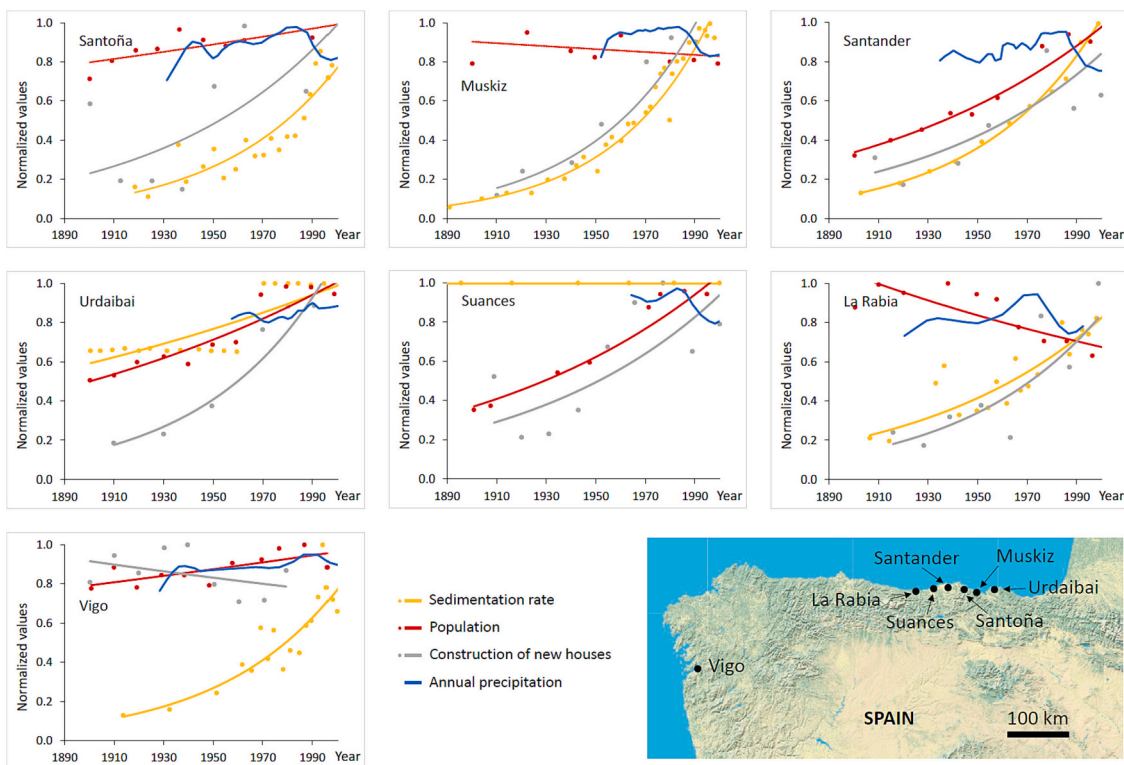 Santoña
Normalized values
1.0
0.8
0.6
0.4
0.2
0.0
1890 1910 1930 1950 1970 1990 Year
Muskiz
Normalized values
1.0
0.8
0.6
0.4
0.2
0.0
1890 1910 1930 1950 1970 1990 Year
Santander
Normalized values
1.0
0.8
0.6
0.4
0.2
0.0
1890 1910 1930 1950 1970 1990 Year
Urdaibai
Normalized values
1.0
0.8
0.6
0.4
0.2
0.0
1890 1910 1930 1950 1970 1990 Year
Suances
Normalized values
1.0
0.8
0.6
0.4
0.2
0.0
1890 1910 1930 1950 1970 1990 Year
La Rabia
Normalized values
1.0
0.8
0.6
0.4
0.2
0.0
1890 1910 1930 1950 1970 1990 Year
Vigo
Normalized values
1.0
0.8
0.6
0.4
0.2
0.0
1890 1910 1930 1950 1970 1990 Year
Sedimentation rate
Population
Construction of new houses
Annual precipitation
Santander
Muskiz
La Rabia
Urdaibai
Suances
Santoña
Vigo
SPAIN
100 km